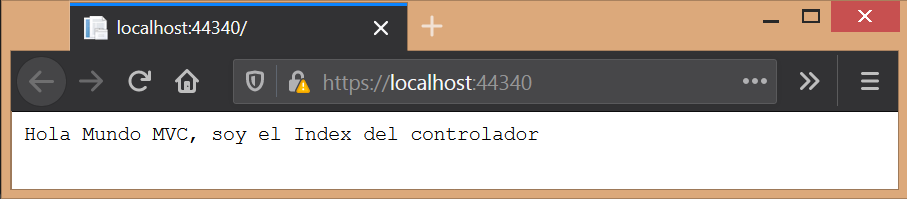 localhost:44340/
https://localhost:44340
Hola Mundo MVC, soy el Index del controlador